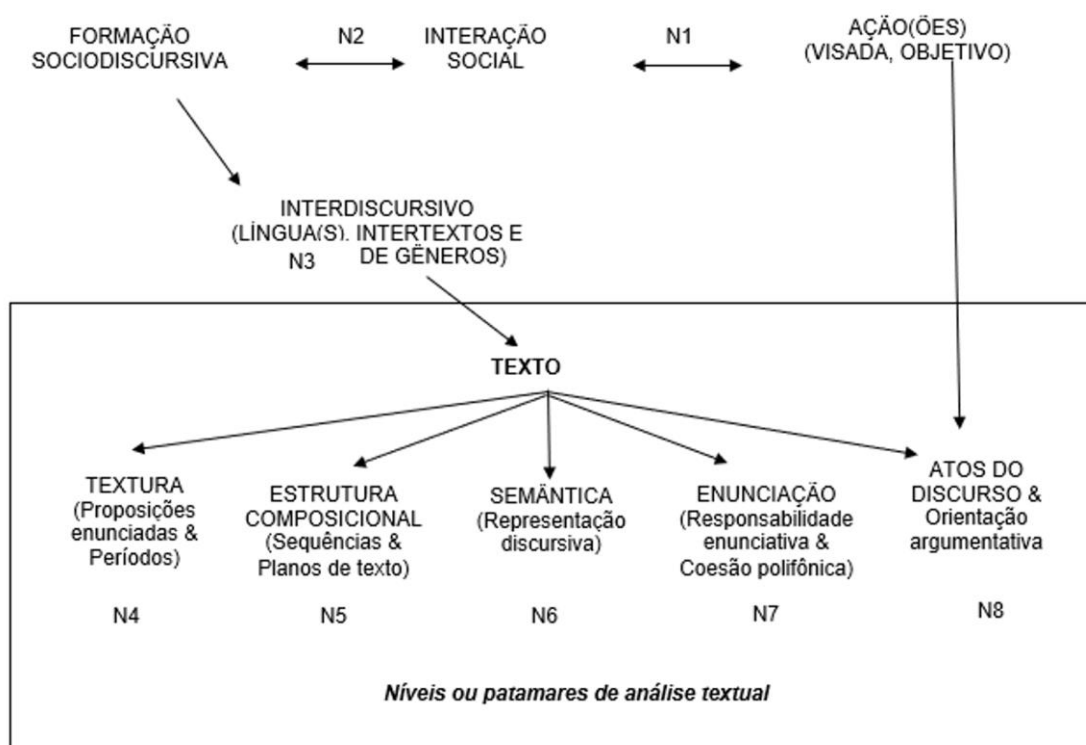 FORMAÇÃO
SOCIODISCURSIVA
N2
INTERAÇÃO
SOCIAL
N1
AÇÃO(ÕES)
(VISADA, OBJETIVO)
INTERDISCURSIVO
(LÍNGUA(S), INTERTEXTOS E
N3 DE GÊNEROS)
TEXTO
TEXTURA
(Proposições
enunciadas &
Períodos)
N4
ESTRUTURA
COMPOSICIONAL
(Sequências &
Planos de texto)
N5
SEMÂNTICA
(Representação
discursiva)
N6
ENUNCIAÇÃO
(Responsabilidade
enunciativa &
Coesão polifônica)
N7
ATOS DO
DISCURSO &
Orientação
argumentativa
N8
Níveis ou patamares de análise textual